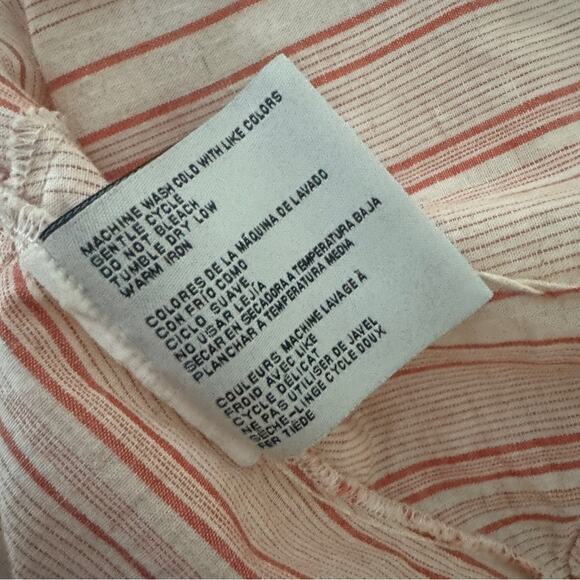 MACHINE WASH COLD WITH LIKE COLORS
GENTLE CYCLE
DO NOT BLEACH
TUMBLE DRY LOW
WARM IRON
COLORES DE LA MÁQUINA DE LAVADO
CON FRÍO COMO
CICLO SUAVE
NO USAR LEJÍA
SECAR EN SECADORA A TEMPERATURA BAJA
PLANCHAR A TEMPERATURA MEDIA
COULEURS MACHINE LAVAGE À
FROID AVEC LIKE
CYCLE DÉLICAT
NE PAS UTILISER DE JAVEL
SÈCHE-LINGE CYCLE DOUX
FER TIÈDE